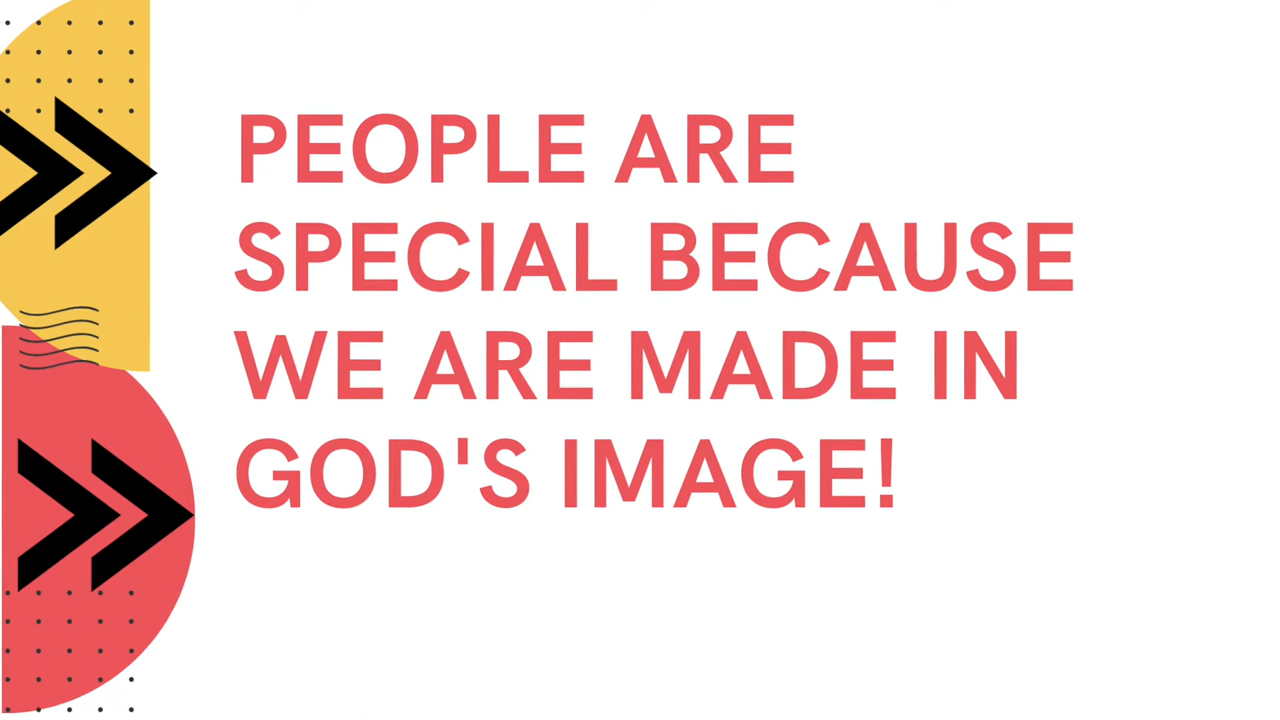 PEOPLE ARE
SPECIAL BECAUSE
WE ARE MADE IN
GOD'S IMAGE!